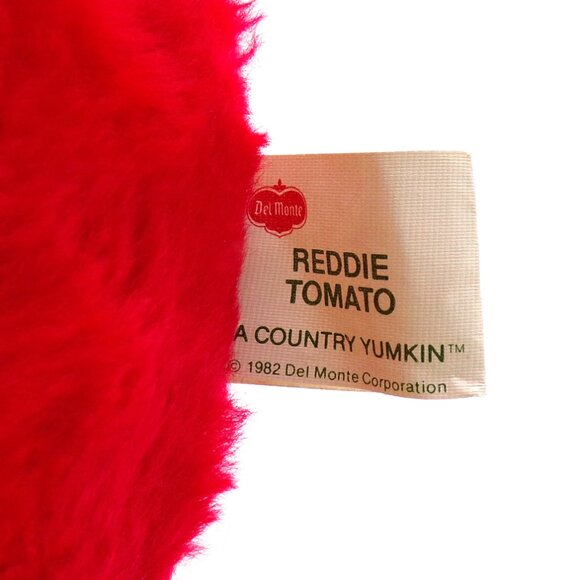 Del Monte
REDDIE
TOMATO
A COUNTRY YUMKIN™
© 1982 Del Monte Corporation